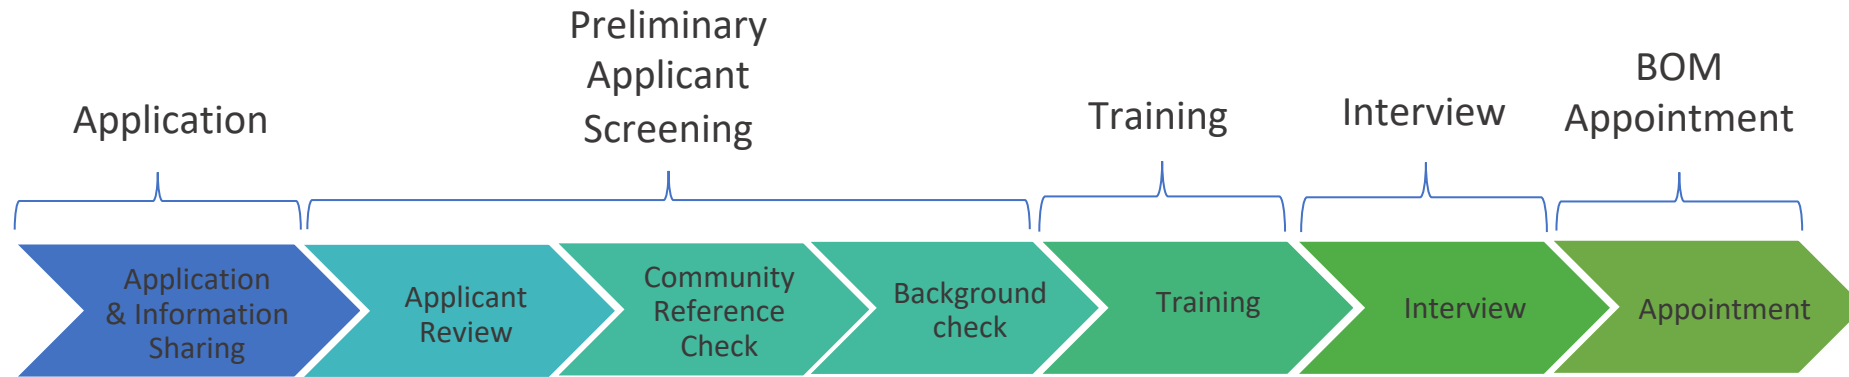 Application
Preliminary
Applicant
Screening
Training
Interview
BOM
Appointment
Application
& Information
Sharing
Applicant
Review
Community
Reference
Check
Background
check
Training
Interview
Appointment